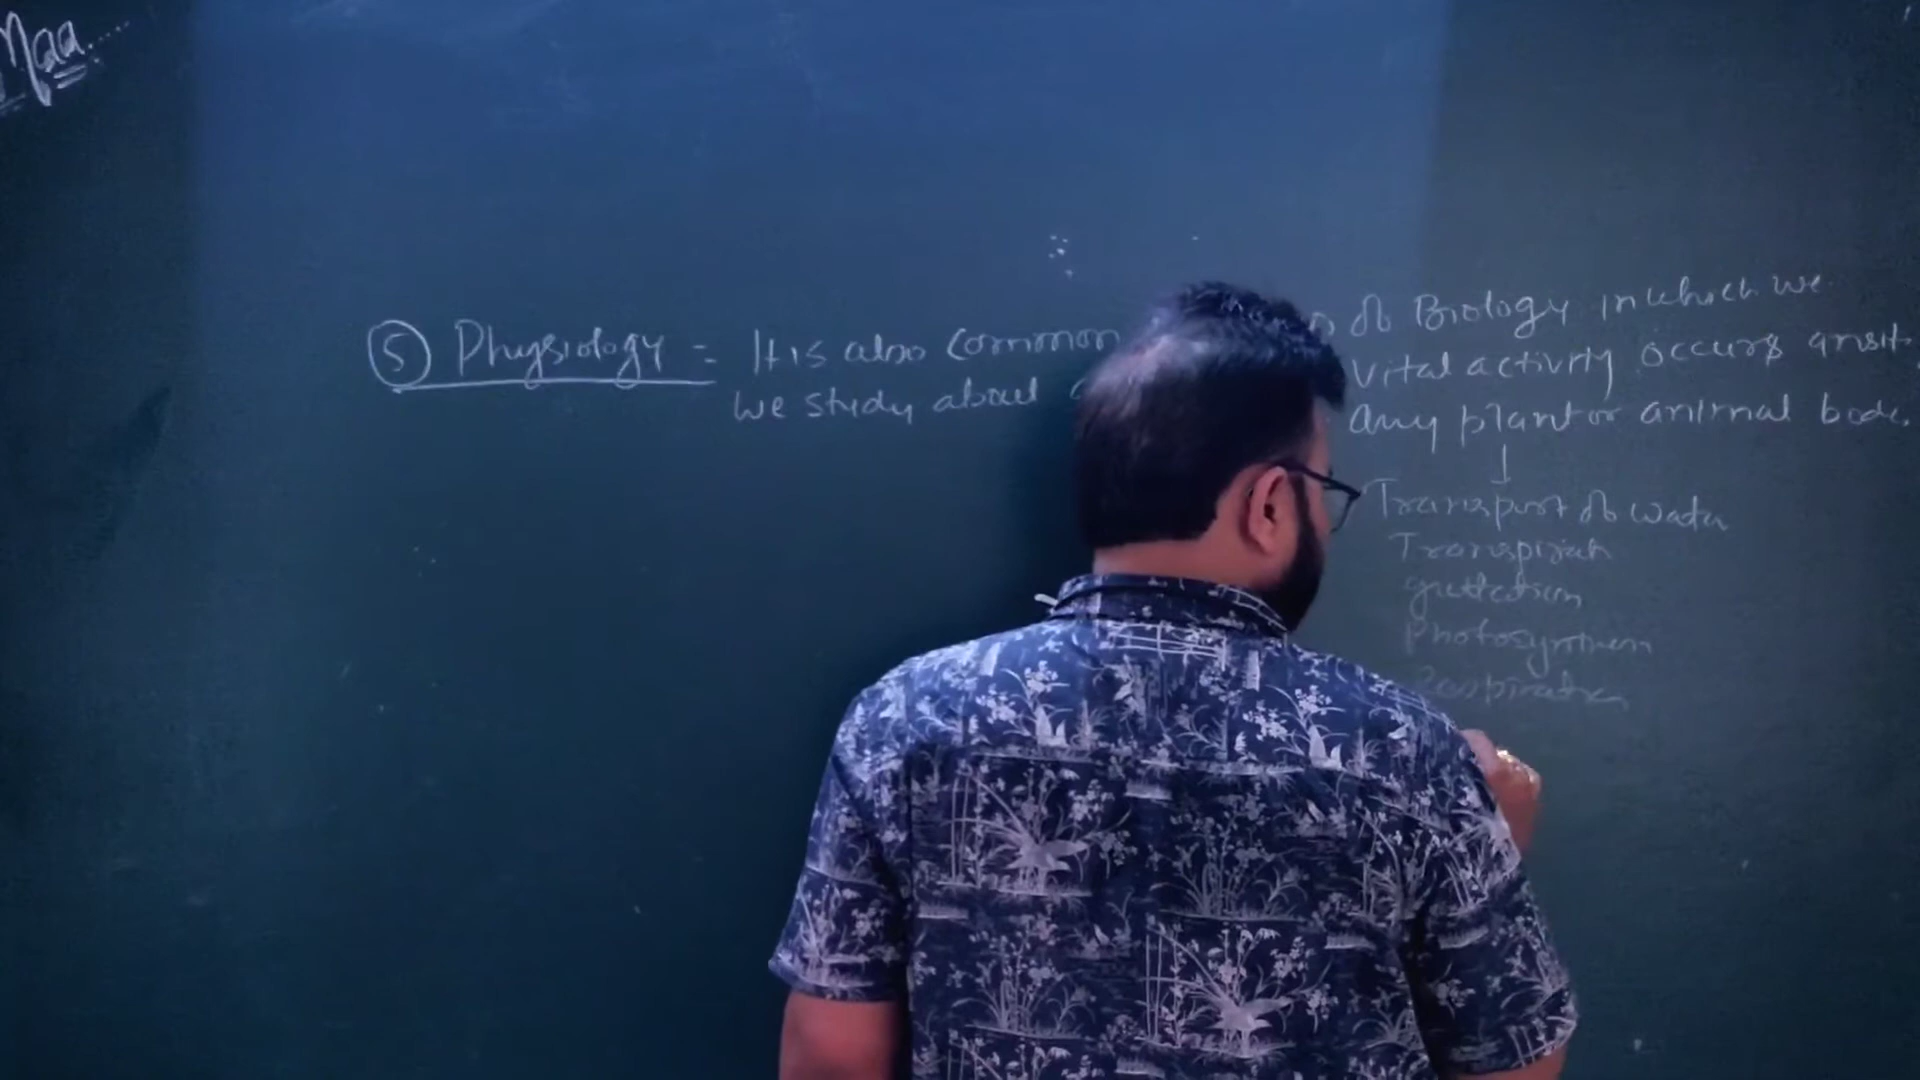 Maa....
⑤ Physiology = It is also common of Biology in which we
we study about vital activity occurs
any plant or animal body.
↓
Transport of water
Transpiration
guttation
Photosynthesis
Respiration